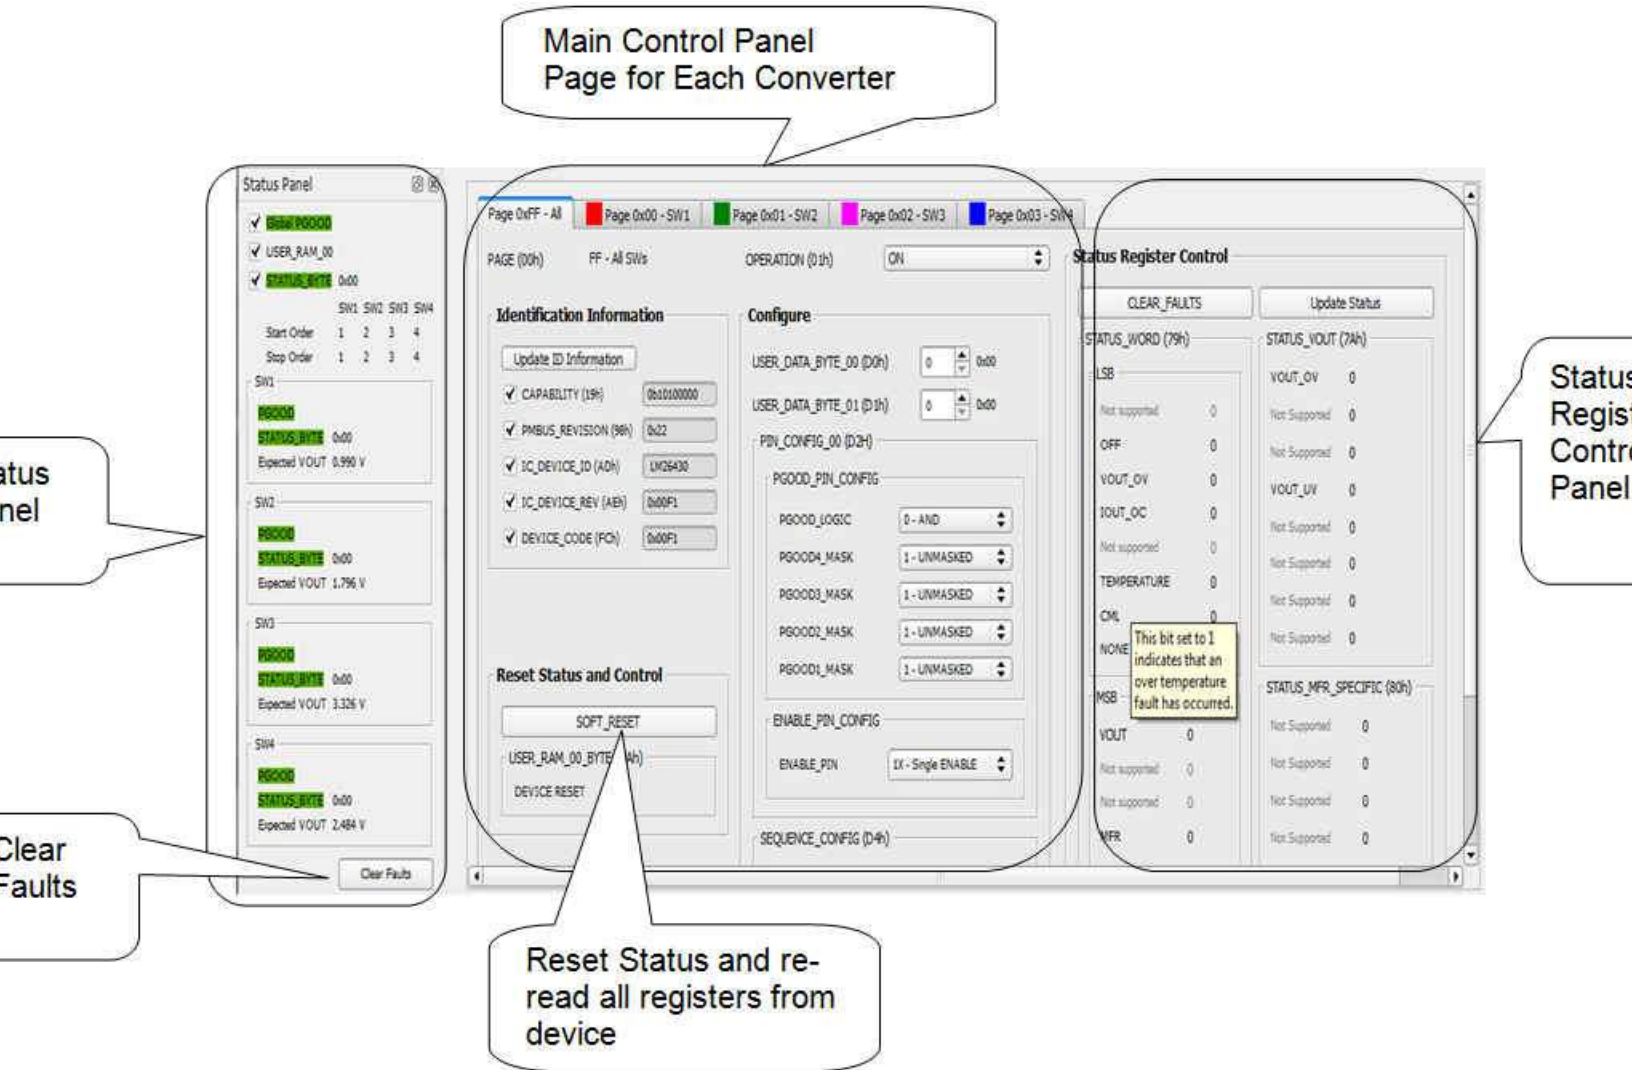 Main Control Panel
Page for Each Converter
Status Panel
Global PGOOD
USER_RAM_00
STATUS_BYTE 0x00
SW1 SW2 SW3 SW4
Start Order 1 2 3 4
Stop Order 1 2 3 4
SW1
PGOOD
STATUS_BYTE 0x00
Expected VOUT 0.990 V
SW2
PGOOD
STATUS_BYTE 0x00
Expected VOUT 1.796 V
SW3
PGOOD
STATUS_BYTE 0x00
Expected VOUT 3.326 V
SW4
PGOOD
STATUS_BYTE 0x00
Expected VOUT 2.484 V
Clear Faults
atus
nel
Clear
Faults
Page 0xFF - All
Page 0x00 - SW1
Page 0x01 - SW2
Page 0x02 - SW3
Page 0x03 - SW4
PAGE (00h) FF - All SWs
OPERATION (01h) ON
Identification Information
Update ID Information
CAPABILITY (19h) 0b10100000
PMBUS_REVISION (98h) 0x22
IC_DEVICE_ID (ADh) LM26430
IC_DEVICE_REV (AEh) 0x00F1
DEVICE_CODE (FCh) 0x00F1
Reset Status and Control
SOFT_RESET
USER_RAM_00_BYTE Ah)
DEVICE RESET
Configure
USER_DATA_BYTE_00 (D0h) 0 0x00
USER_DATA_BYTE_01 (D1h) 0 0x00
PIN_CONFIG_00 (D2H)
PGOOD_PIN_CONFIG
PGOOD_LOGIC 0 - AND
PGOOD4_MASK 1 - UNMASKED
PGOOD3_MASK 1 - UNMASKED
PGOOD2_MASK 1 - UNMASKED
PGOOD1_MASK 1 - UNMASKED
ENABLE_PIN_CONFIG
ENABLE_PIN 1X - Single ENABLE
SEQUENCE_CONFIG (D4h)
Status Register Control
CLEAR_FAULTS
Update Status
STATUS_WORD (79h)
LSB
Not supported 0
OFF 0
VOUT_OV 0
IOUT_OC 0
Not supported 0
TEMPERATURE 0
CML 0
NONE
This bit set to 1
indicates that an
over temperature
fault has occurred.
MSB
VOUT 0
Not supported 0
Not supported 0
MFR 0
STATUS_VOUT (7Ah)
VOUT_OV 0
Not Supported 0
Not Supported 0
VOUT_UV 0
Not Supported 0
Not Supported 0
Not Supported 0
Not Supported 0
STATUS_MFR_SPECIFIC (80h)
Not Supported 0
Not Supported 0
Not Supported 0
Not Supported 0
Status
Regist
Contro
Panel
Reset Status and re-
read all registers from
device